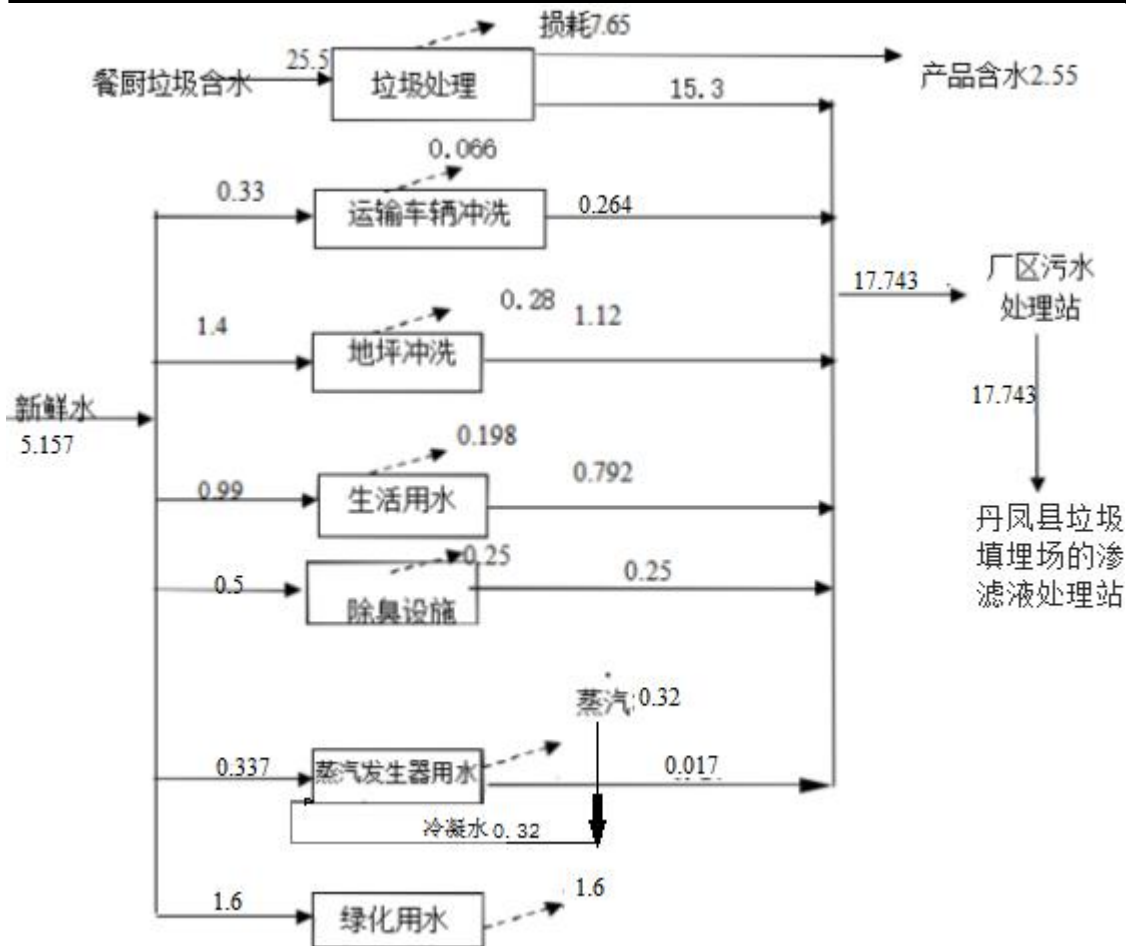 损耗7.65
25.5
餐厨垃圾含水
垃圾处理
产品含水2.55
15.3
0.066
0.33
运输车辆冲洗
0.264
厂区污水
处理站
17.743
0.28
1.12
1.4
地坪冲洗
17.743
新鲜水
5.157
0.198
0.99
生活用水
0.792
丹凤县垃圾
填埋场的渗
滤液处理站
0.25
0.5
除臭设施
0.25
蒸汽 0.32
0.337
蒸汽发生器用水
0.017
冷凝水 0.32
1.6
绿化用水
1.6